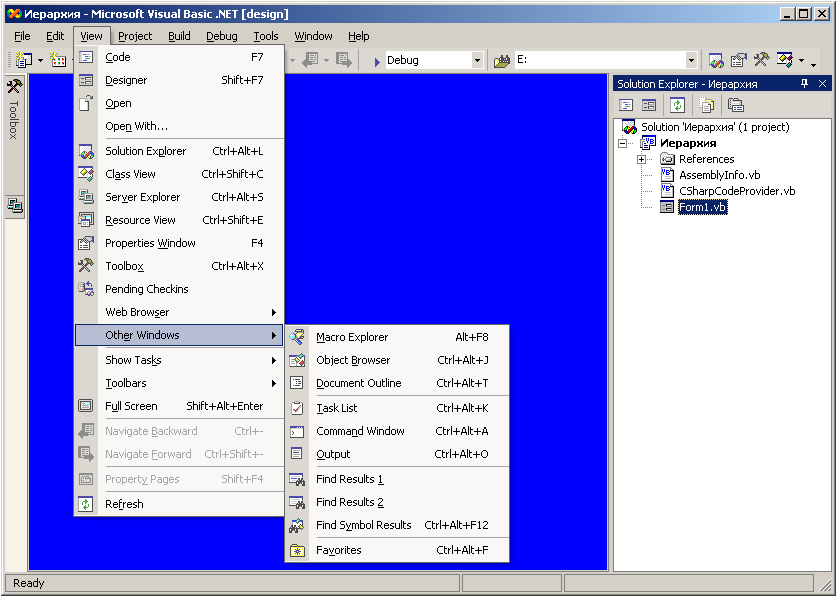 Иерархия - Microsoft Visual Basic .NET [design]
File Edit View Project Build Debug Tools Window Help
Debug E:
Toolbox
Code F7
Designer Shift+F7
Open
Open With...
Solution Explorer Ctrl+Alt+L
Class View Ctrl+Shift+C
Server Explorer Ctrl+Alt+S
Resource View Ctrl+Shift+E
Properties Window F4
Toolbox Ctrl+Alt+X
Pending Checkins
Web Browser
Other Windows
Show Tasks
Toolbars
Full Screen Shift+Alt+Enter
Navigate Backward Ctrl+-
Navigate Forward Ctrl+Shift+-
Property Pages Shift+F4
Refresh
Macro Explorer Alt+F8
Object Browser Ctrl+Alt+J
Document Outline Ctrl+Alt+T
Task List Ctrl+Alt+K
Command Window Ctrl+Alt+A
Output Ctrl+Alt+O
Find Results 1
Find Results 2
Find Symbol Results Ctrl+Alt+F12
Favorites Ctrl+Alt+F
Solution Explorer - Иерархия
Solution 'Иерархия' (1 project)
Иерархия
References
AssemblyInfo.vb
CSharpCodeProvider.vb
Form1.vb
Ready